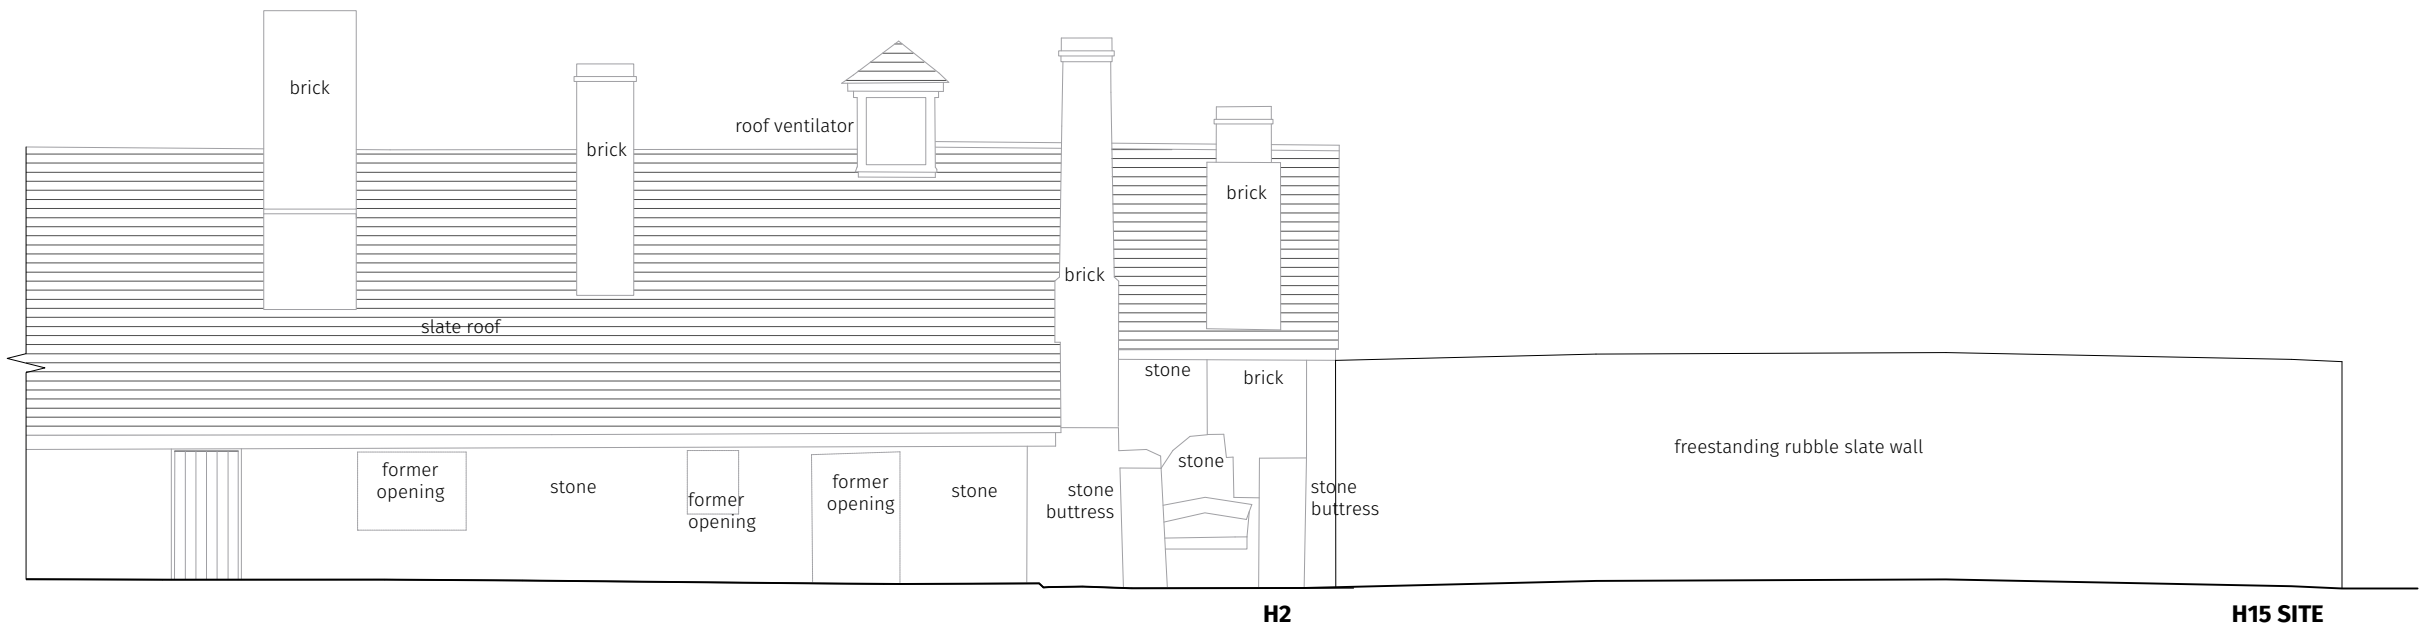 brick
roof ventilator
brick
brick
brick
slate roof
stone
brick
freestanding rubble slate wall
former
opening
stone
former
opening
former
opening
stone
stone
buttress
stone
stone
buttress
H2
H15 SITE